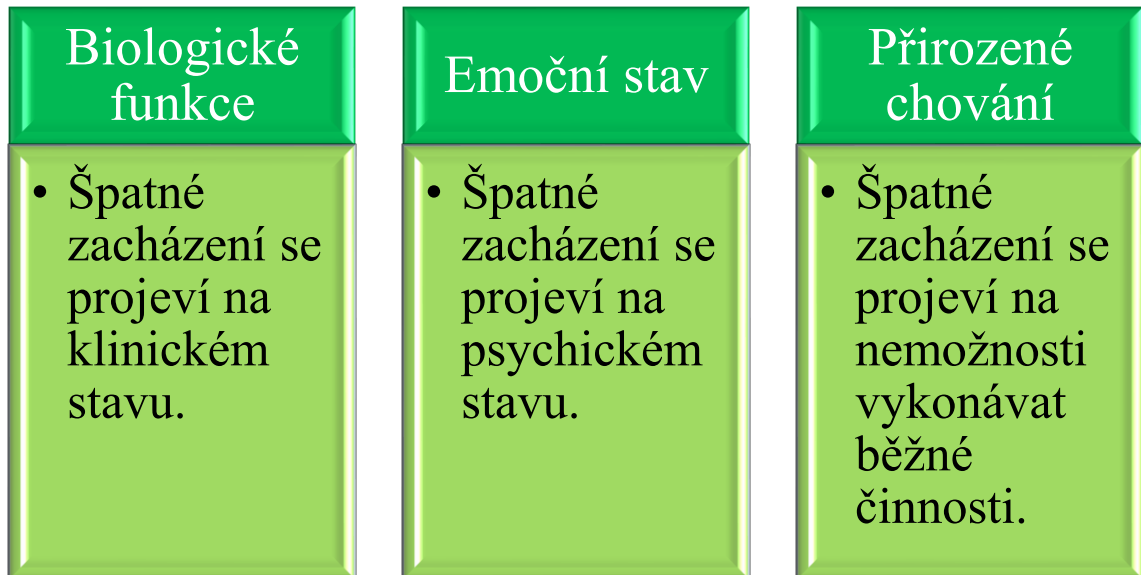 Biologické
funkce
• Špatné
zacházení se
projeví na
klinickém
stavu.
Emoční stav
• Špatné
zacházení se
projeví na
psychickém
stavu.
Přirozené
chování
• Špatné
zacházení se
projeví na
nemožnosti
vykonávat
běžné
činnosti.